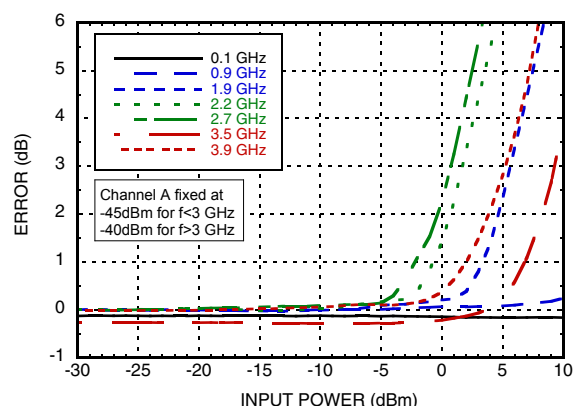 6
5
4
3
2
1
0
-1
ERROR (dB)
0.1 GHz
0.9 GHz
1.9 GHz
2.2 GHz
2.7 GHz
3.5 GHz
3.9 GHz
Channel A fixed at
-45dBm for f<3 GHz
-40dBm for f>3 GHz
-30 -25 -20 -15 -10 -5 0 5 10
INPUT POWER (dBm)